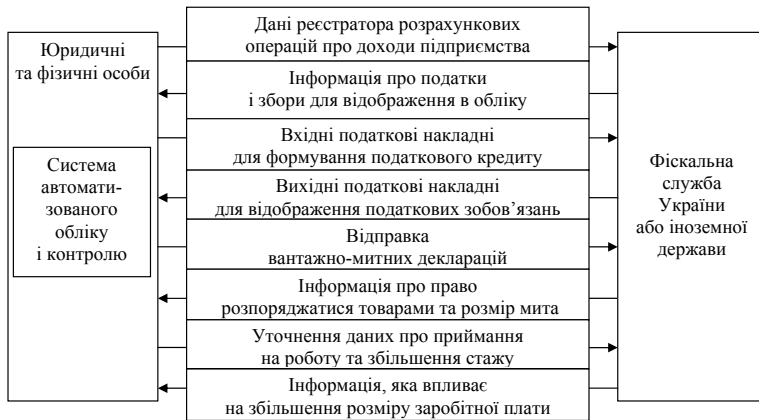 Юридичні
та фізичні особи
Система
автомати-
зованого
обліку
і контролю
Дані реєстратора розрахункових
операцій про доходи підприємства
Інформація про податки
і збори для відображення в обліку
Вхідні податкові накладні
для формування податкового кредиту
Вихідні податкові накладні
для відображення податкових зобов’язань
Відправка
вантажно-митних декларацій
Інформація про право
розпоряджатися товарами та розмір мита
Уточнення даних про приймання
на роботу та збільшення стажу
Інформація, яка впливає
на збільшення розміру заробітної плати
Фіскальна
служба
України
або іноземної
держави